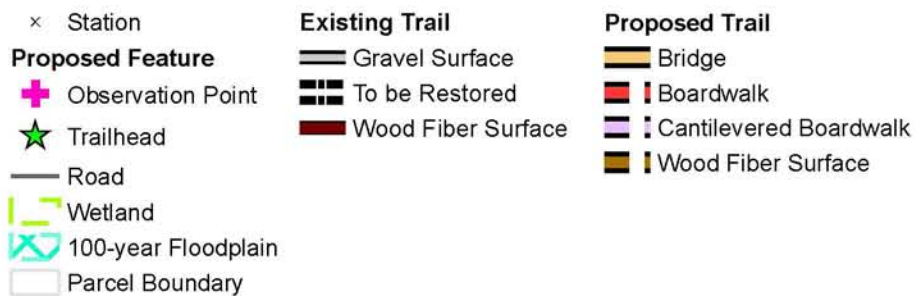 Station
Proposed Feature
Observation Point
Trailhead
Road
Wetland
100-year Floodplain
Parcel Boundary
Existing Trail
Gravel Surface
To be Restored
Wood Fiber Surface
Proposed Trail
Bridge
Boardwalk
Cantilevered Boardwalk
Wood Fiber Surface